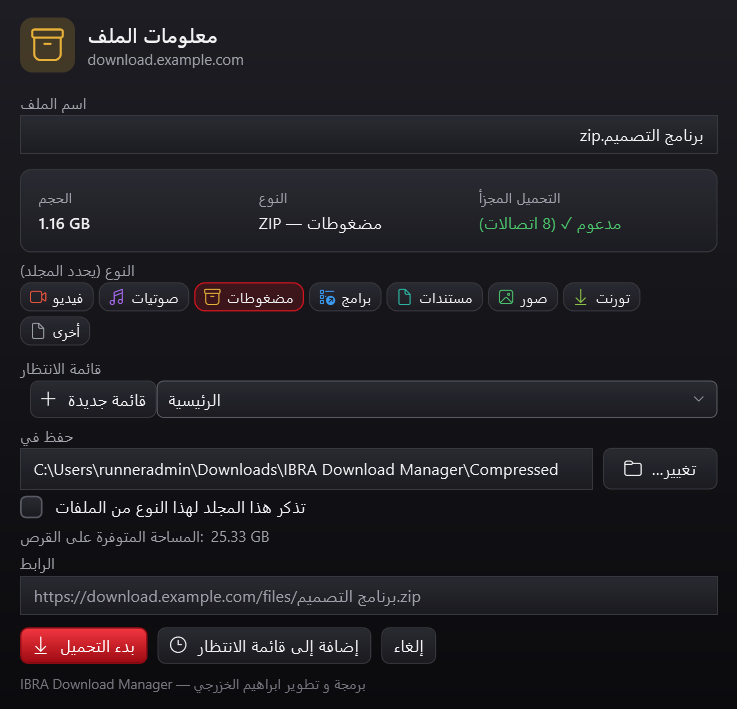 معلومات الملف
download.example.com
اسم الملف
برنامج التصميم.zip
الحجم
النوع
التحميل المجزأ
1.16 GB
مضغوطات — ZIP
مدعوم ✓ (8 اتصالات)
النوع (يحدد المجلد)
فيديو
صوتيات
مضغوطات
برامج
مستندات
صور
تورنت
أخرى
قائمة الانتظار
قائمة جديدة
الرئيسية
حفظ في
C:\Users\runneradmin\Downloads\IBRA Download Manager\Compressed
تغيير...
تذكر هذا المجلد لهذا النوع من الملفات
المساحة المتوفرة على القرص: 25.33 GB
الرابط
https://download.example.com/files/برنامج التصميم.zip
بدء التحميل
إضافة إلى قائمة الانتظار
إلغاء
IBRA Download Manager — برمجة و تطوير ابراهيم الخزرجي